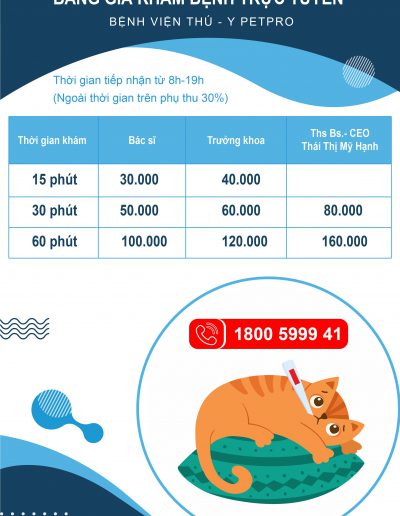 BẢNG GIÁ KHÁM BỆNH TRỰC TUYẾN
BỆNH VIỆN THÚ - Y PETPRO
Thời gian tiếp nhận từ 8h-19h
(Ngoài thời gian trên phụ thu 30%)
Thời gian khám Bác sĩ Trưởng khoa Ths Bs.- CEO
Thái Thị Mỹ Hạnh
15 phút 30.000 40.000
30 phút 50.000 60.000 80.000
60 phút 100.000 120.000 160.000
1800 5999 41